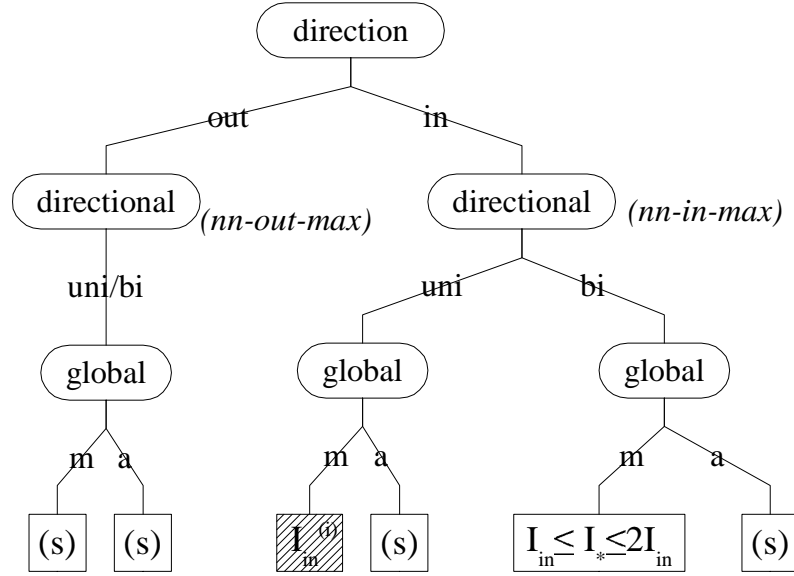 direction
out in
directional (nn-out-max) directional (nn-in-max)
uni/bi uni bi
global global global
m a m a m a
(s) (s) I_in^(i) (s) I_in ≤ I_* ≤ 2I_in (s)